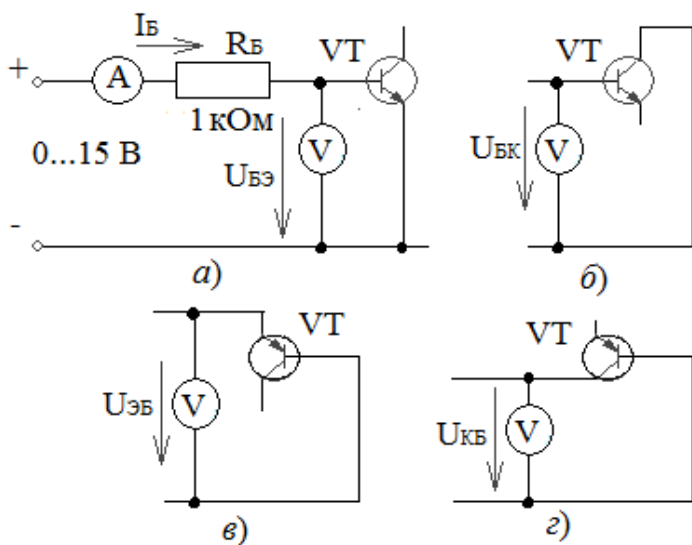 IБ RБ VT
+ A
1 кОм
0...15 В UБЭ V
-
а)
VT
UБК V
б)
VT
UЭБ V
в)
VT
UКБ V
г)